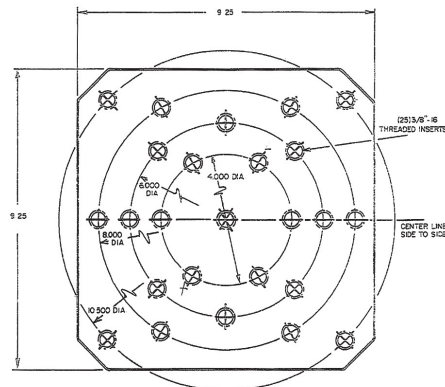 9 25
(25)3/8"-16
THREADED INSERTS
4.000 DIA
6.000
DIA
9 25
CENTER LINE
SIDE TO SIDE
8.000
DIA
10.500 DIA